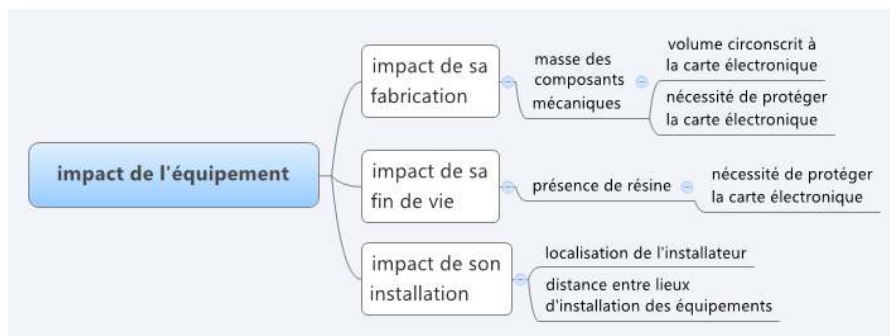 impact de l'équipement
impact de sa
fabrication
masse des
composants
mécaniques
volume circonscrit à
la carte électronique
nécessité de protéger
la carte électronique
impact de sa
fin de vie
présence de résine
nécessité de protéger
la carte électronique
impact de son
installation
localisation de l'installateur
distance entre lieux
d'installation des équipements